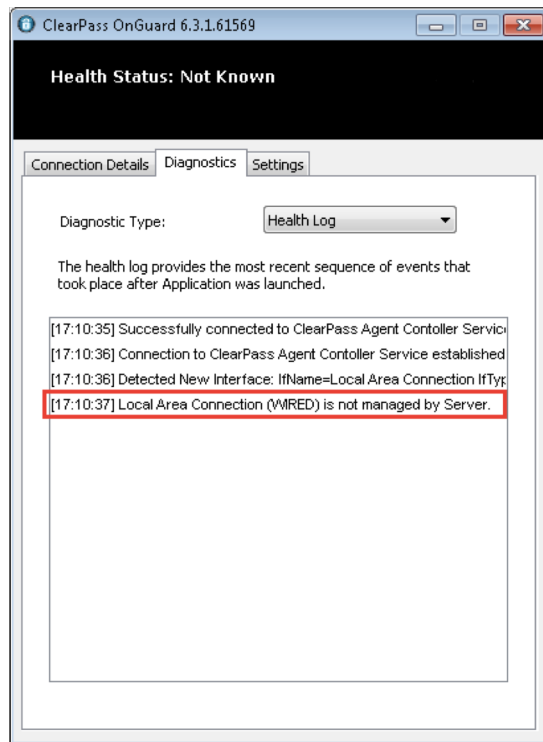 ClearPass OnGuard 6.3.1.61569
Health Status: Not Known
Connection Details Diagnostics Settings
Diagnostic Type: Health Log
The health log provides the most recent sequence of events that
took place after Application was launched.
[17:10:35] Successfully connected to ClearPass Agent Contoller Servic
[17:10:36] Connection to ClearPass Agent Contoller Service established
[17:10:36] Detected New Interface: IfName=Local Area Connection IfTyp
[17:10:37] Local Area Connection (WIRED) is not managed by Server.